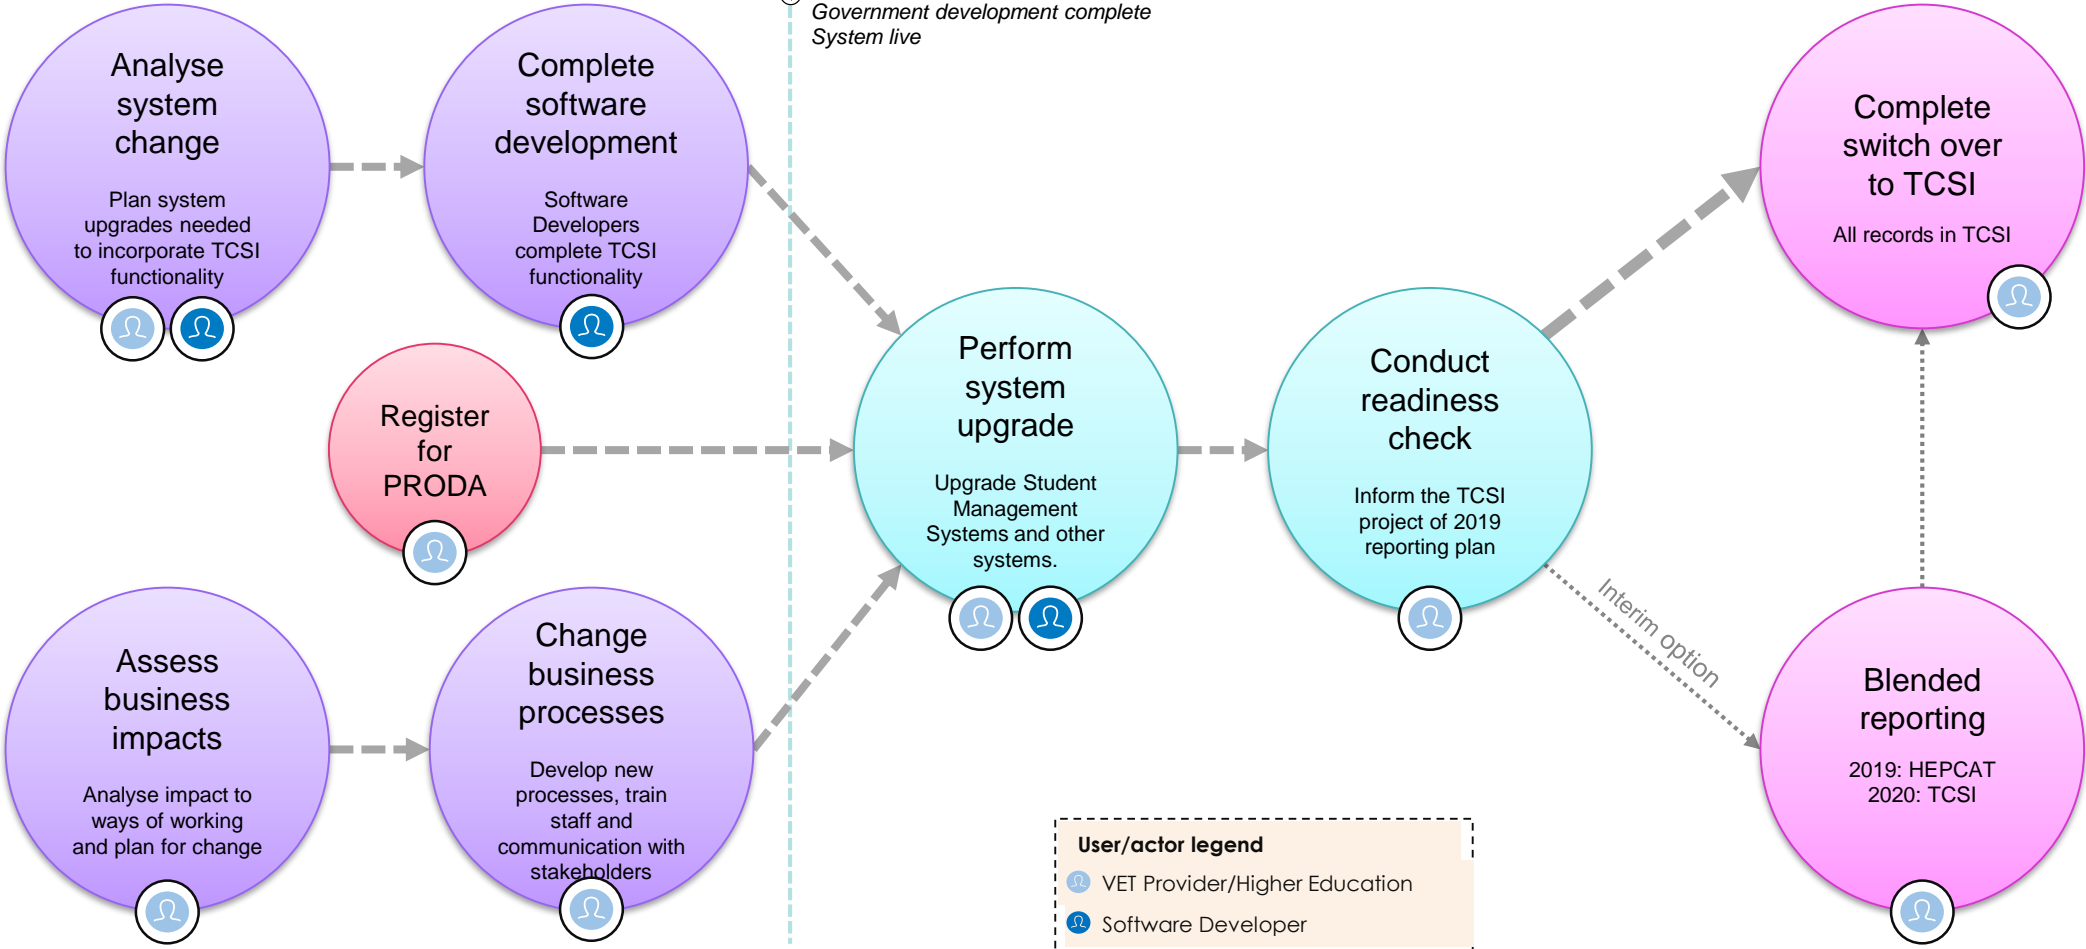 Government development complete
System live
Analyse
system
change
Plan system
upgrades needed
to incorporate TCSI
functionality
Complete
software
development
Software
Developers
complete TCSI
functionality
Complete
switch over
to TCSI
All records in TCSI
Register
for
PRODA
Perform
system
upgrade
Upgrade Student
Management
Systems and other
systems.
Conduct
readiness
check
Inform the TCSI
project of 2019
reporting plan
Interim option
Assess
business
impacts
Analyse impact to
ways of working
and plan for change
Change
business
processes
Develop new
processes, train
staff and
communication with
stakeholders
Blended
reporting
2019: HEPCAT
2020: TCSI
User/actor legend
VET Provider/Higher Education
Software Developer